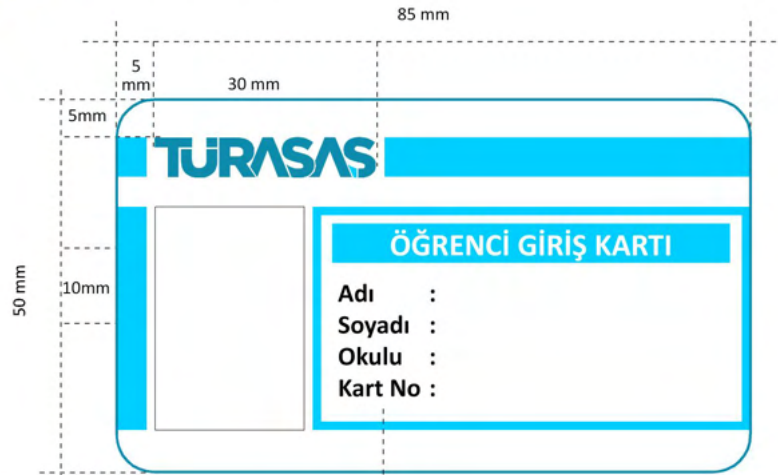 85 mm
5
mm
30 mm
5mm
TÜRASAŞ
10mm
50 mm
ÖĞRENCİ GİRİŞ KARTI
Adı :
Soyadı :
Okulu :
Kart No :